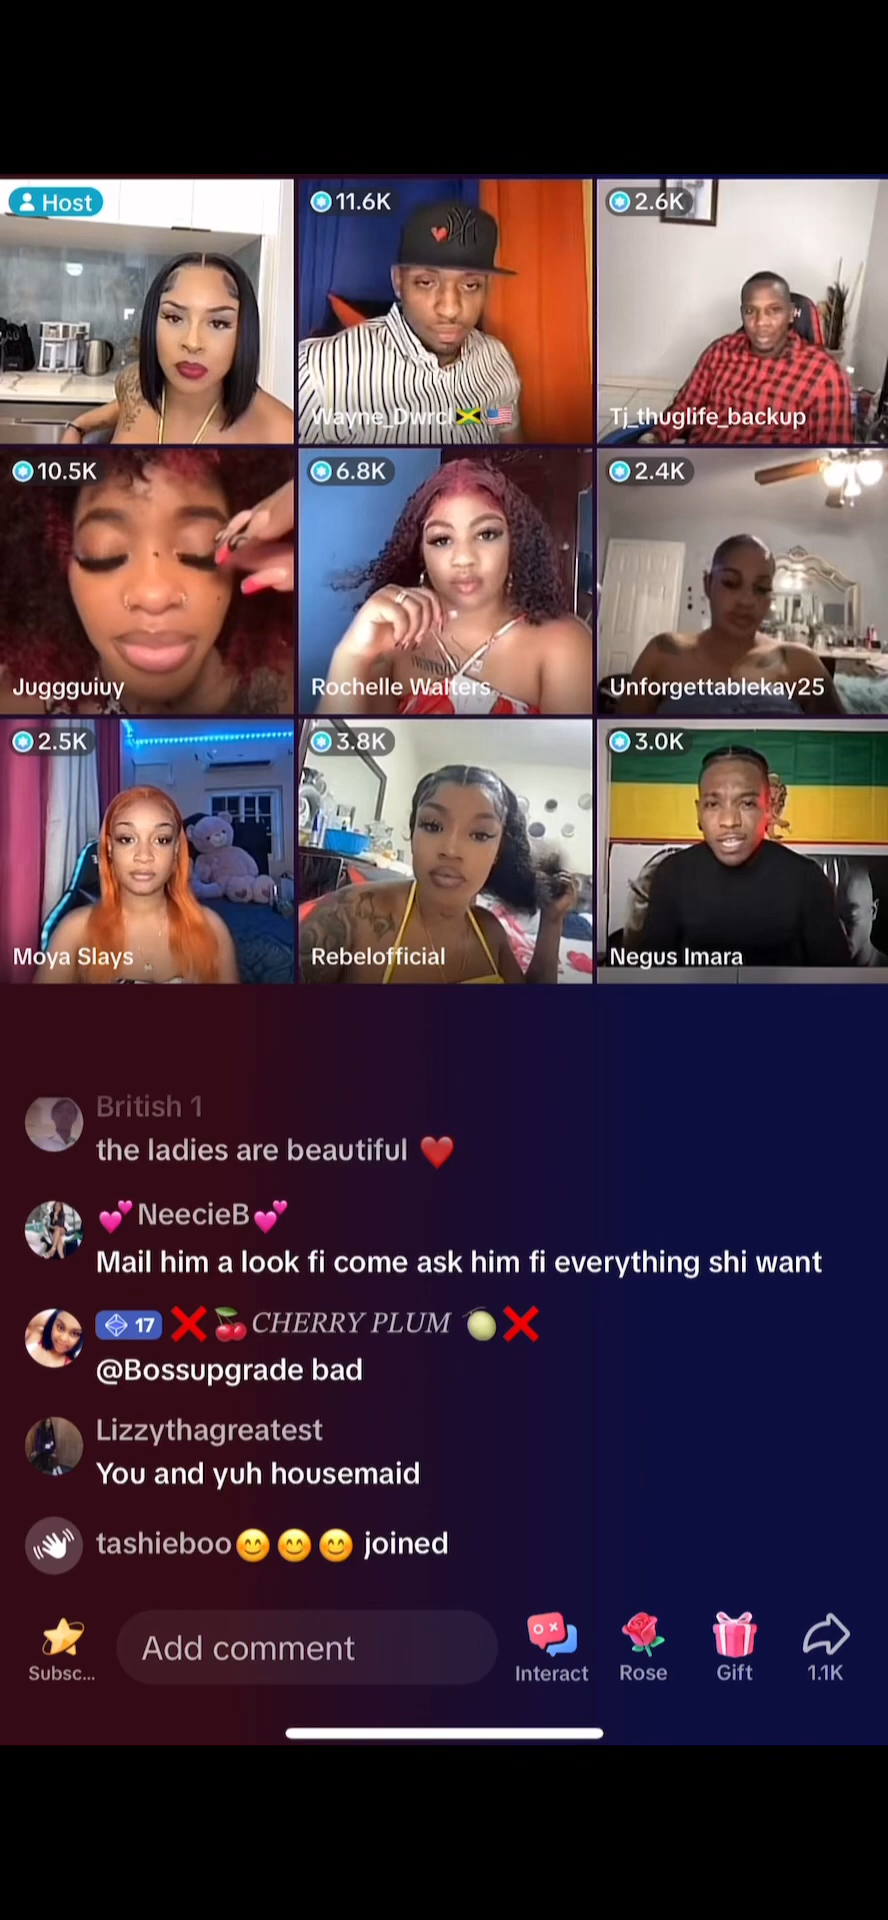 Host
11.6K
2.6K
Wayne_Dwrcl🇯🇲🇺🇸
Tj_thuglife_backup
10.5K
6.8K
2.4K
Juggguiuy
Rochelle Walters
Unforgettablekay25
2.5K
3.8K
3.0K
Moya Slays
Rebelofficial
Negus Imara
British 1
the ladies are beautiful ❤️
💕NeecieB💕
Mail him a look fi come ask him fi everything shi want
17 ❌🍒CHERRY PLUM 🍈❌
@Bossupgrade bad
Lizzythagreatest
You and yuh housemaid
tashieboo😊😊😊 joined
Subsc...
Add comment
Interact
Rose
Gift
1.1K